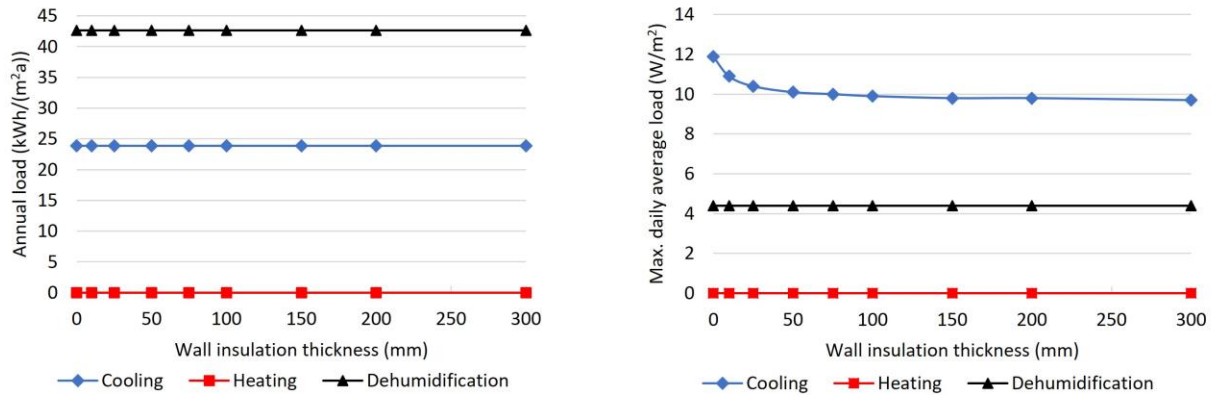 Annual load (kWh/(m²a))
45
40
35
30
25
20
15
10
5
0
0 50 100 150 200 250 300
Wall insulation thickness (mm)
Cooling Heating Dehumidification
Max. daily average load (W/m²)
14
12
10
8
6
4
2
0
0 50 100 150 200 250 300
Wall insulation thickness (mm)
Cooling Heating Dehumidification